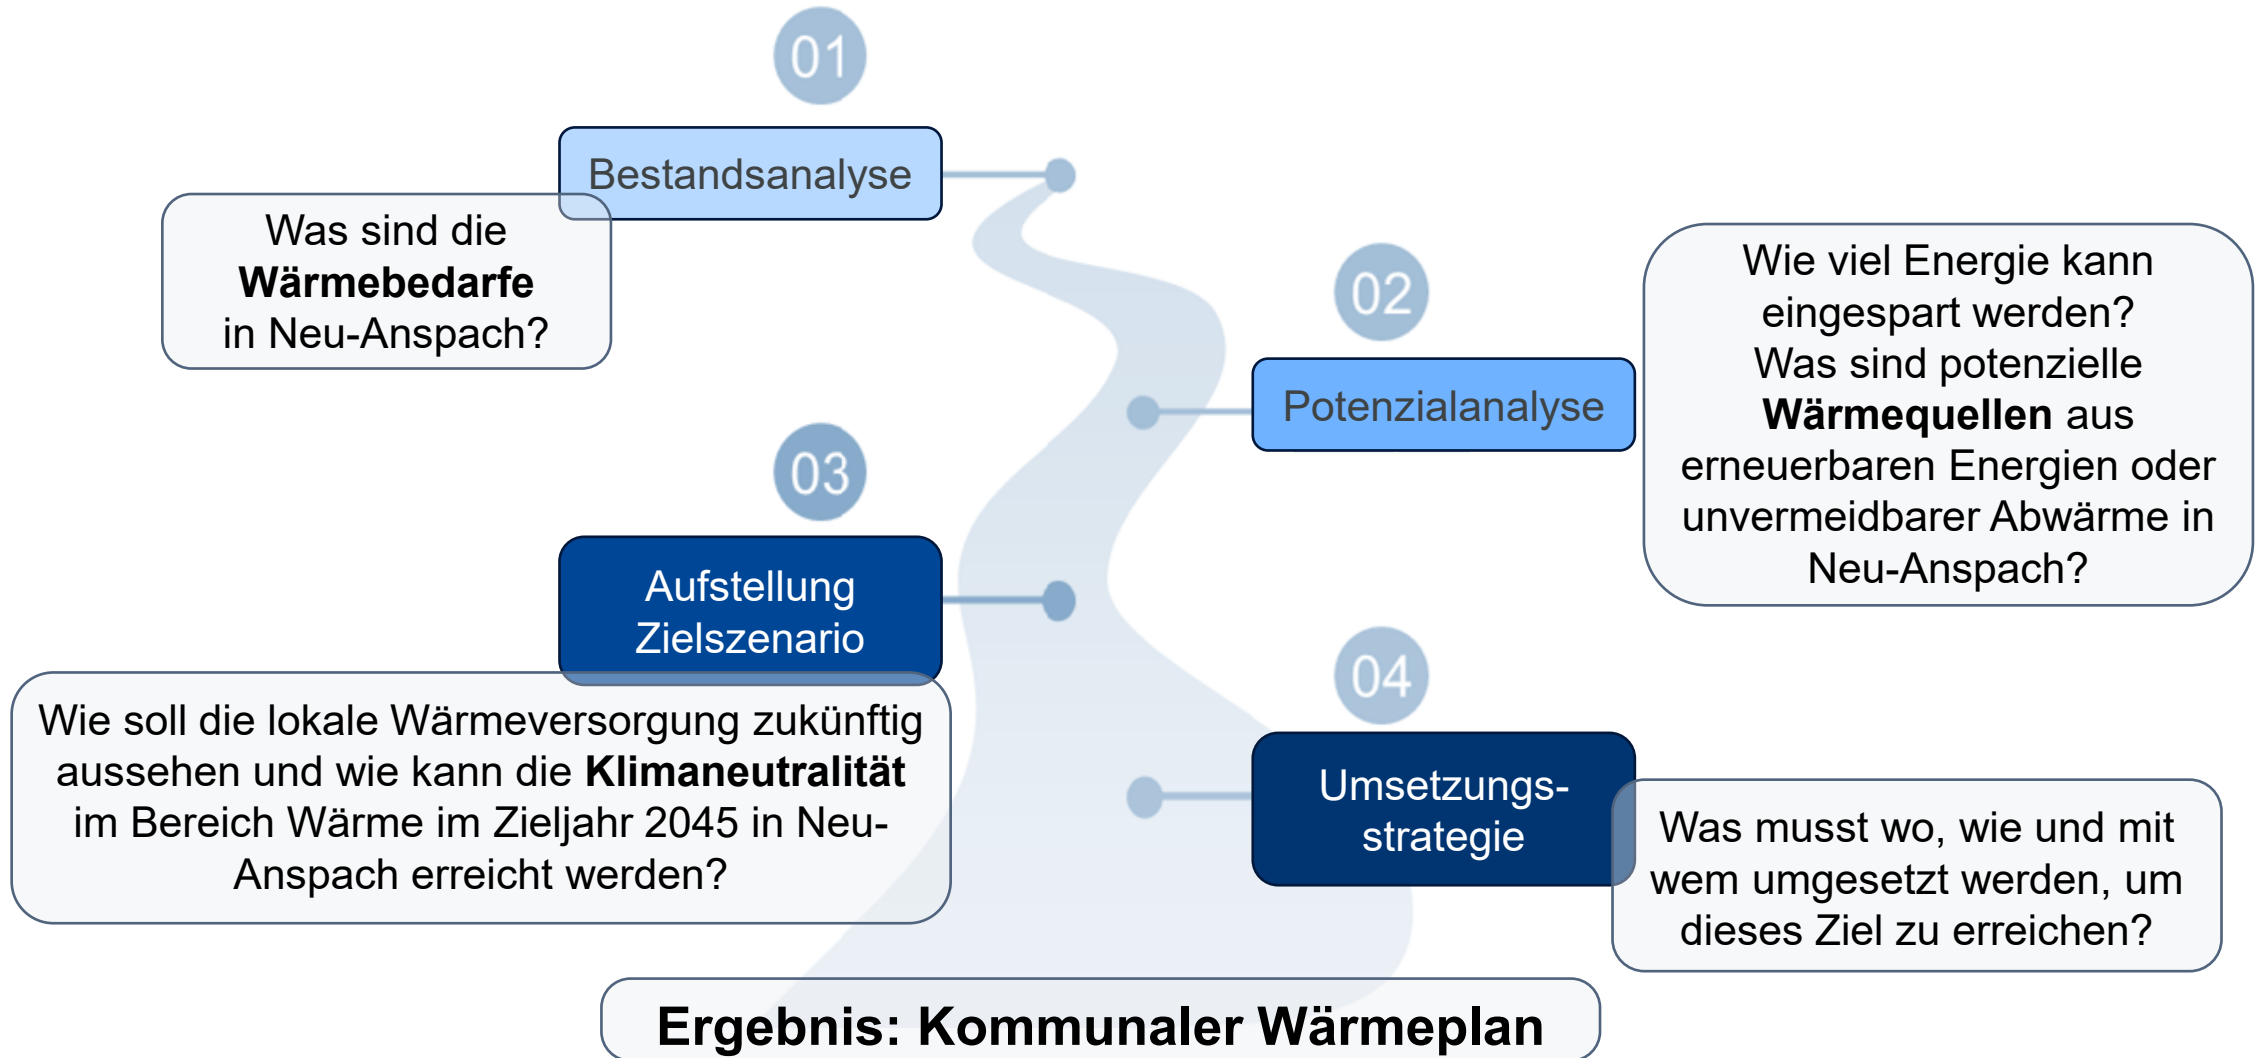 01
Bestandsanalyse
Was sind die
Wärmebedarfe
in Neu-Anspach?
02
Potenzialanalyse
Wie viel Energie kann
eingespart werden?
Was sind potenzielle
Wärmequellen aus
erneuerbaren Energien oder
unvermeidbarer Abwärme in
Neu-Anspach?
03
Aufstellung
Zielszenario
Wie soll die lokale Wärmeversorgung zukünftig
aussehen und wie kann die Klimaneutralität
im Bereich Wärme im Zieljahr 2045 in Neu-
Anspach erreicht werden?
04
Umsetzungs-
strategie
Was musst wo, wie und mit
wem umgesetzt werden, um
dieses Ziel zu erreichen?
Ergebnis: Kommunaler Wärmeplan